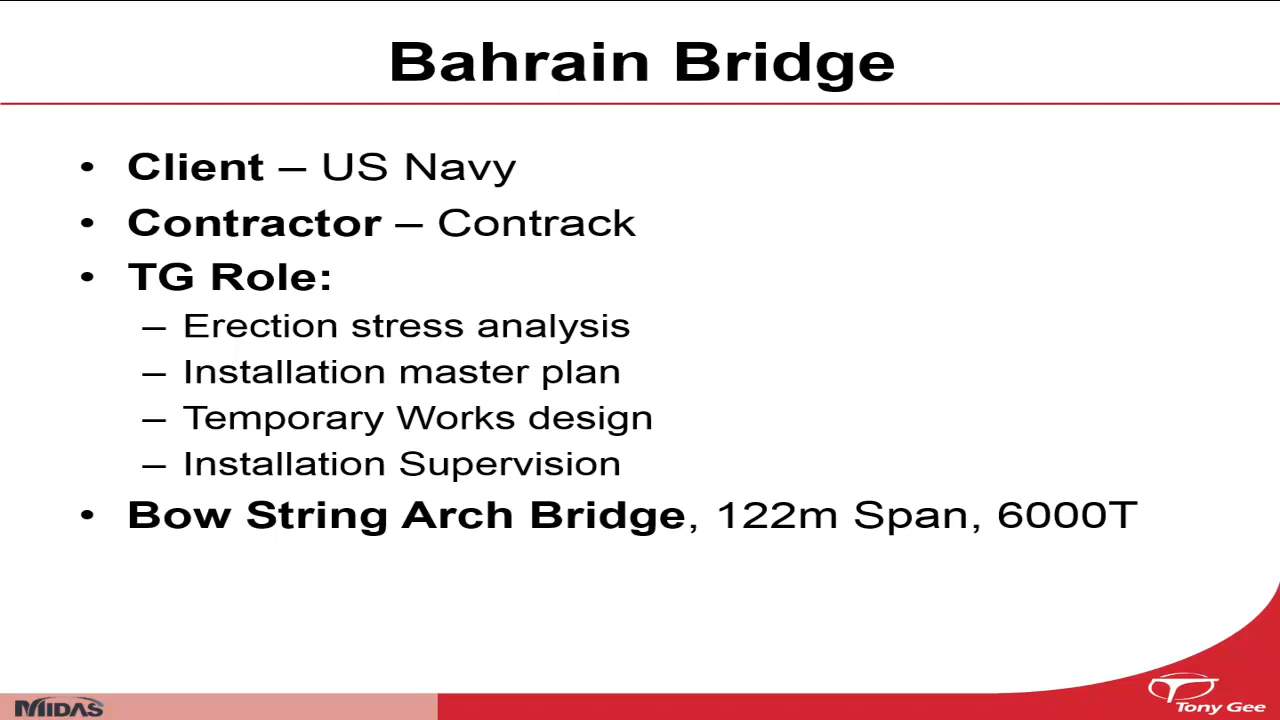 Bahrain Bridge
• Client – US Navy
• Contractor – Contrack
• TG Role:
– Erection stress analysis
– Installation master plan
– Temporary Works design
– Installation Supervision
• Bow String Arch Bridge, 122m Span, 6000T
MIDAS
Tony Gee